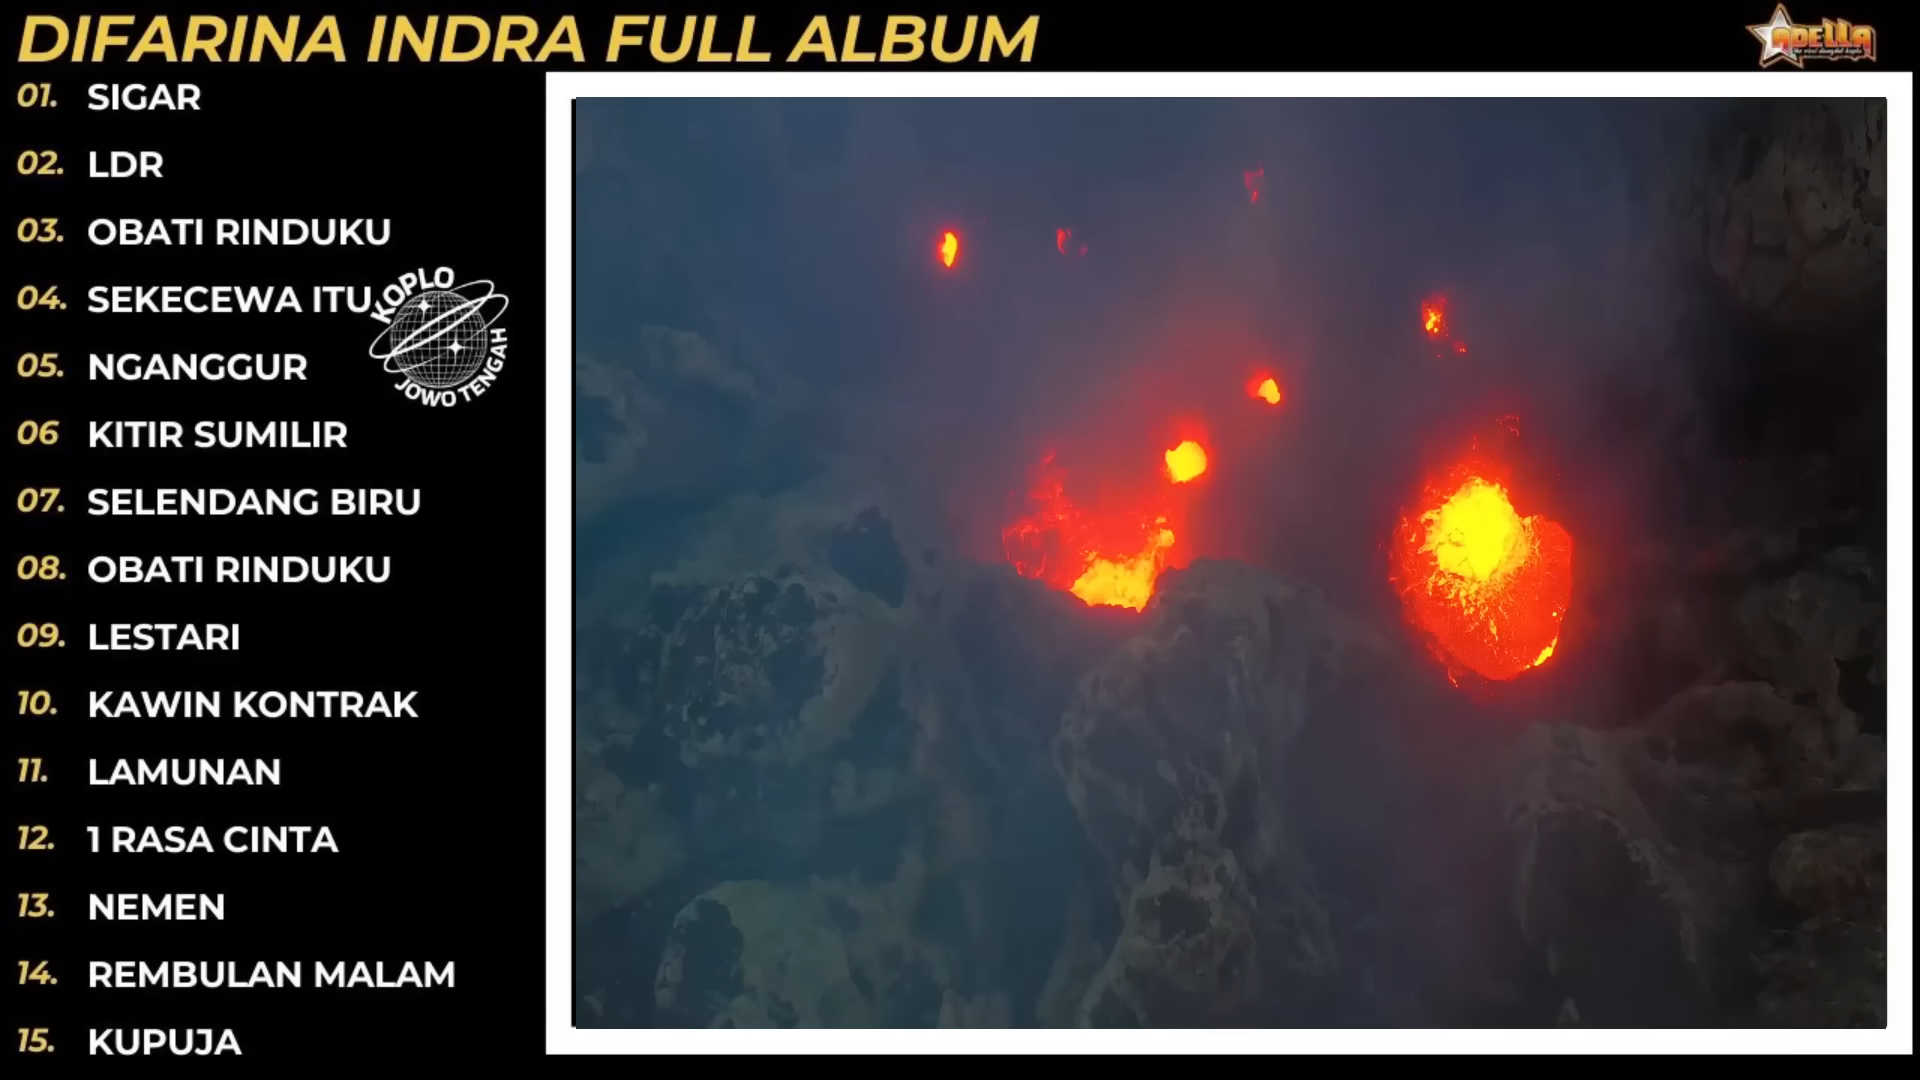 DIFARINA INDRA FULL ALBUM
ADELLA
01. SIGAR
02. LDR
03. OBATI RINDUKU
04. SEKECEWA ITU
KOPLO
JOWO TENGAH
05. NGANGGUR
06 KITIR SUMILIR
07. SELENDANG BIRU
08. OBATI RINDUKU
09. LESTARI
10. KAWIN KONTRAK
11. LAMUNAN
12. 1 RASA CINTA
13. NEMEN
14. REMBULAN MALAM
15. KUPUJA